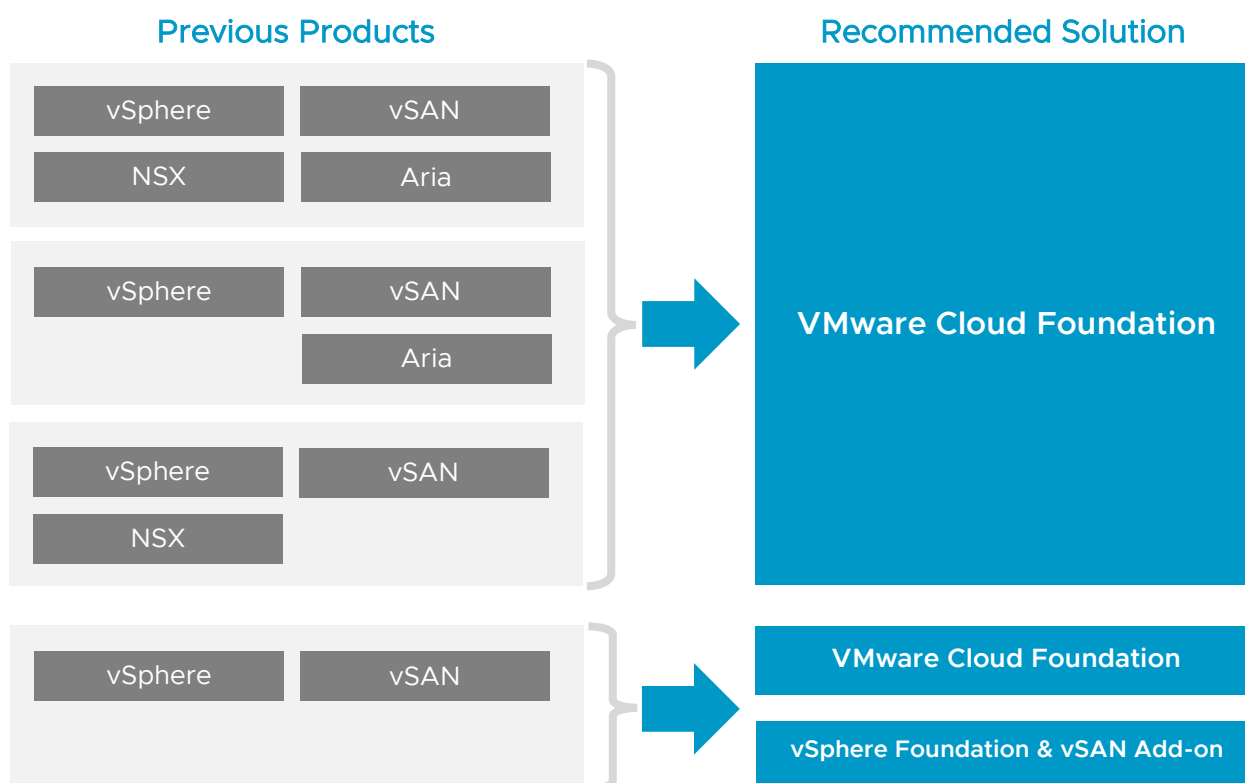 Previous Products
Recommended Solution
vSphere
vSAN
NSX
Aria
vSphere
vSAN
Aria
vSphere
vSAN
NSX
VMware Cloud Foundation
vSphere
vSAN
VMware Cloud Foundation
vSphere Foundation & vSAN Add-on